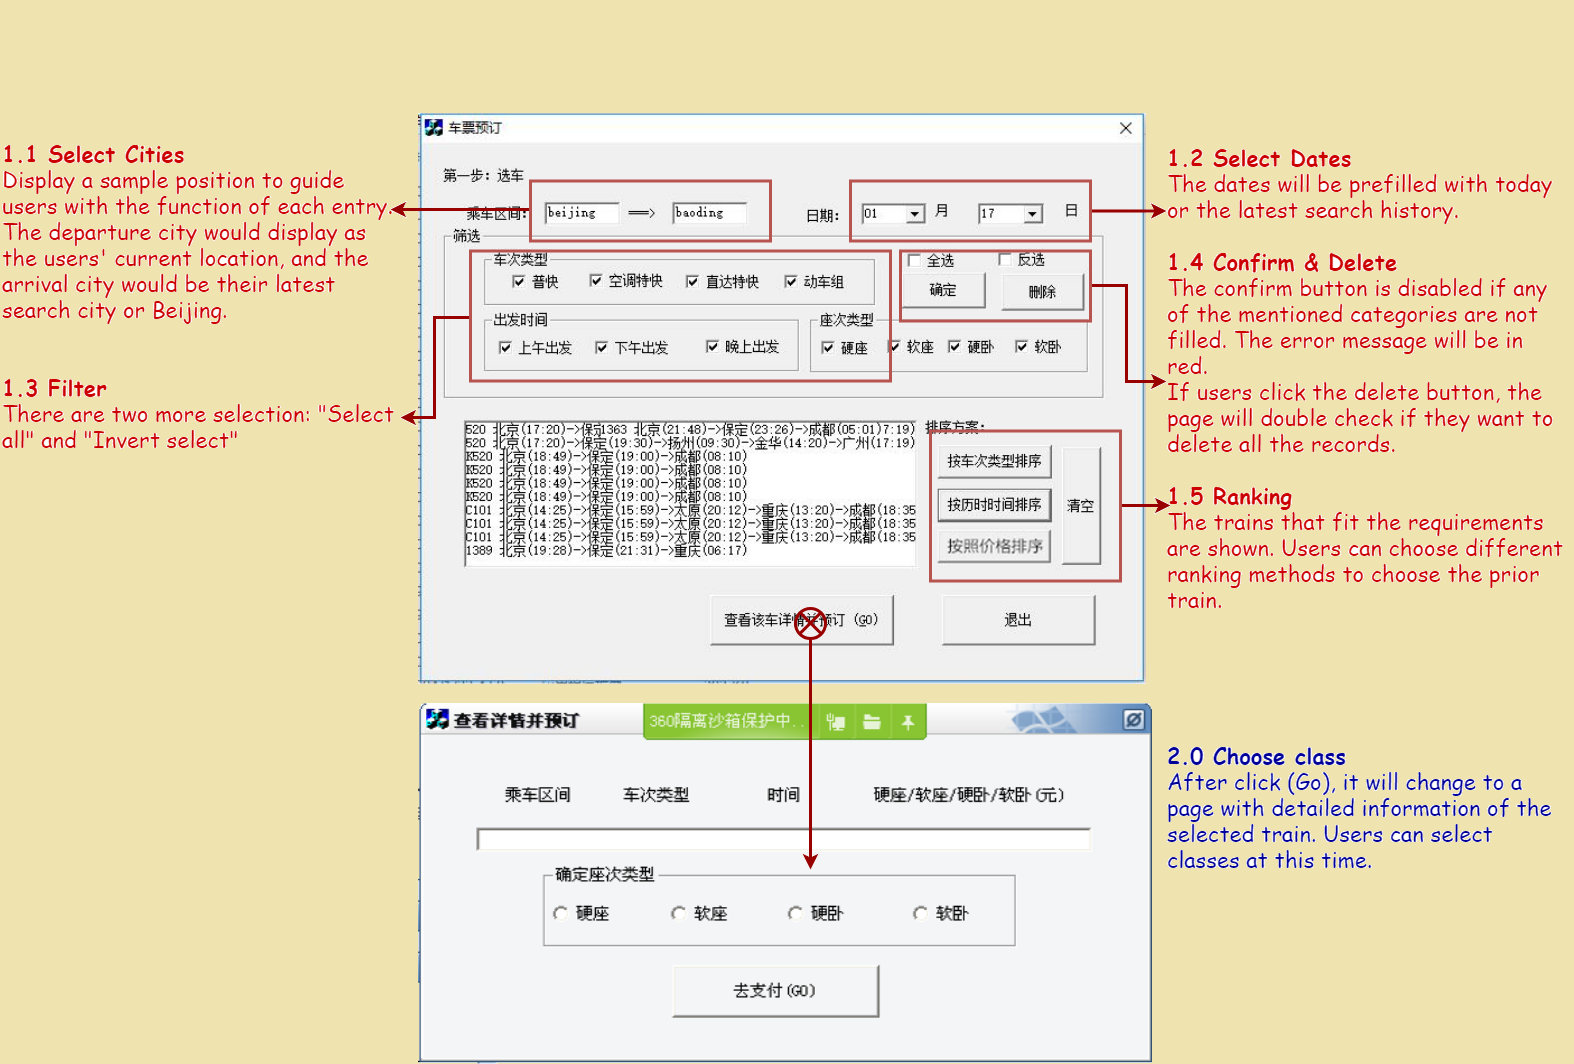 车票预订
第一步: 选车
乘车区间: beijing ==> baoding 日期: 01 月 17 日
筛选
车次类型
普快 空调特快 直达特快 动车组
全选 反选
确定 删除
出发时间
上午出发 下午出发 晚上出发
座次类型
硬座 软座 硬卧 软卧
520 北京(17:20)->保定1363 北京(21:48)->保定(23:26)->成都(05:01)7:19)
520 北京(17:20)->保定(19:30)->扬州(09:30)->金华(14:20)->广州(17:19)
K520 北京(18:49)->保定(19:00)->成都(08:10)
K520 北京(18:49)->保定(19:00)->成都(08:10)
K520 北京(18:49)->保定(19:00)->成都(08:10)
K520 北京(18:49)->保定(19:00)->成都(08:10)
C101 北京(14:25)->保定(15:59)->太原(20:12)->重庆(13:20)->成都(18:35
C101 北京(14:25)->保定(15:59)->太原(20:12)->重庆(13:20)->成都(18:35
C101 北京(14:25)->保定(15:59)->太原(20:12)->重庆(13:20)->成都(18:35
1389 北京(19:28)->保定(21:31)->重庆(06:17)
排序方案:
按车次类型排序
按历时时间排序
按照价格排序
清空
查看该车详情并预订 (GO)
退出
1.1 Select Cities
Display a sample position to guide
users with the function of each entry.
The departure city would display as
the users' current location, and the
arrival city would be their latest
search city or Beijing.
1.3 Filter
There are two more selection: "Select
all" and "Invert select"
1.2 Select Dates
The dates will be prefilled with today
or the latest search history.
1.4 Confirm & Delete
The confirm button is disabled if any
of the mentioned categories are not
filled. The error message will be in
red.
If users click the delete button, the
page will double check if they want to
delete all the records.
1.5 Ranking
The trains that fit the requirements
are shown. Users can choose different
ranking methods to choose the prior
train.
查看详情并预订
360隔离沙箱保护中..
乘车区间 车次类型 时间 硬座/软座/硬卧/软卧(元)
确定座次类型
硬座 软座 硬卧 软卧
去支付(GO)
2.0 Choose class
After click (Go), it will change to a
page with detailed information of the
selected train. Users can select
classes at this time.